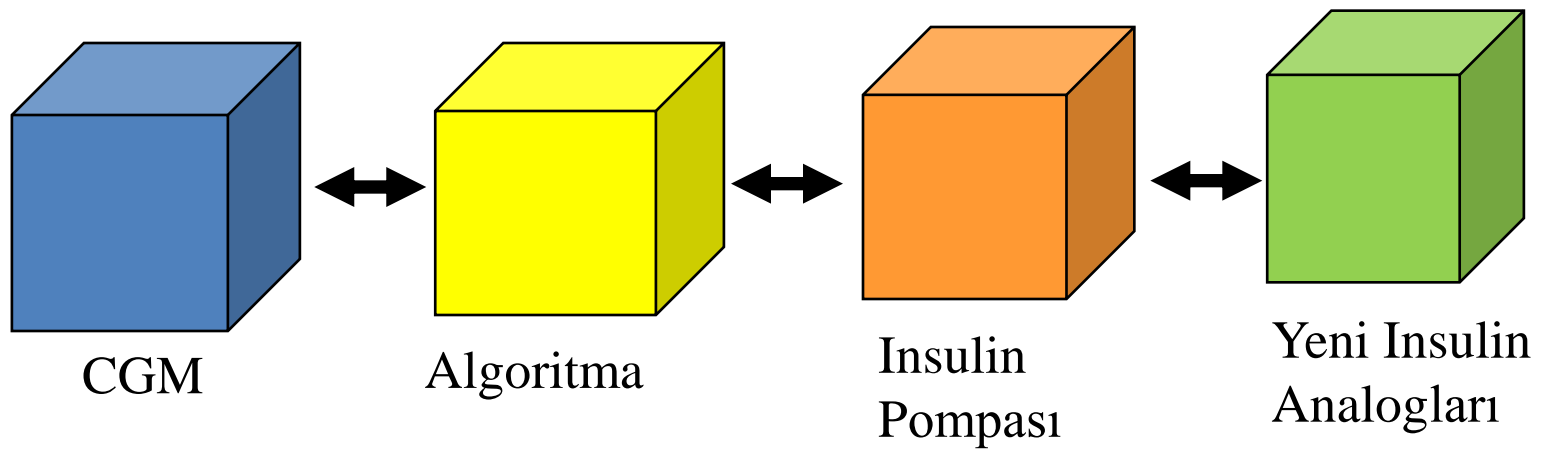 CGM
Algoritma
Insulin
Pompası
Yeni Insulin
Analogları